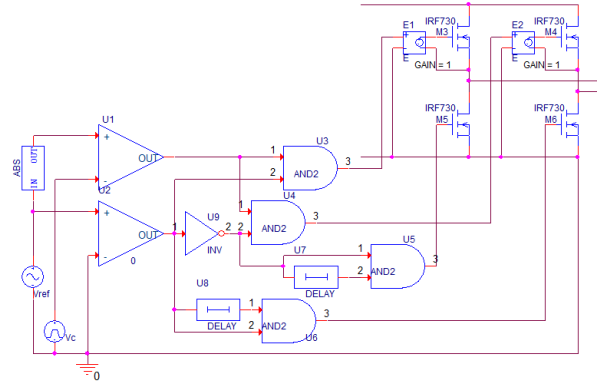 E1
IRF730
M3
E2
IRF730
M4
+
-
+
-
GAIN = 1
GAIN = 1
IRF730
M5
IRF730
M6
U1
+
OUT
-
ABS
OUT
IN
U2
+
OUT
-
0
U3
1
2
AND2
3
U4
1
2
AND2
3
U9
1
2
INV
U7
DELAY
U5
1
2
AND2
3
U8
DELAY
1
2
AND2
3
U6
Vref
Vc
0